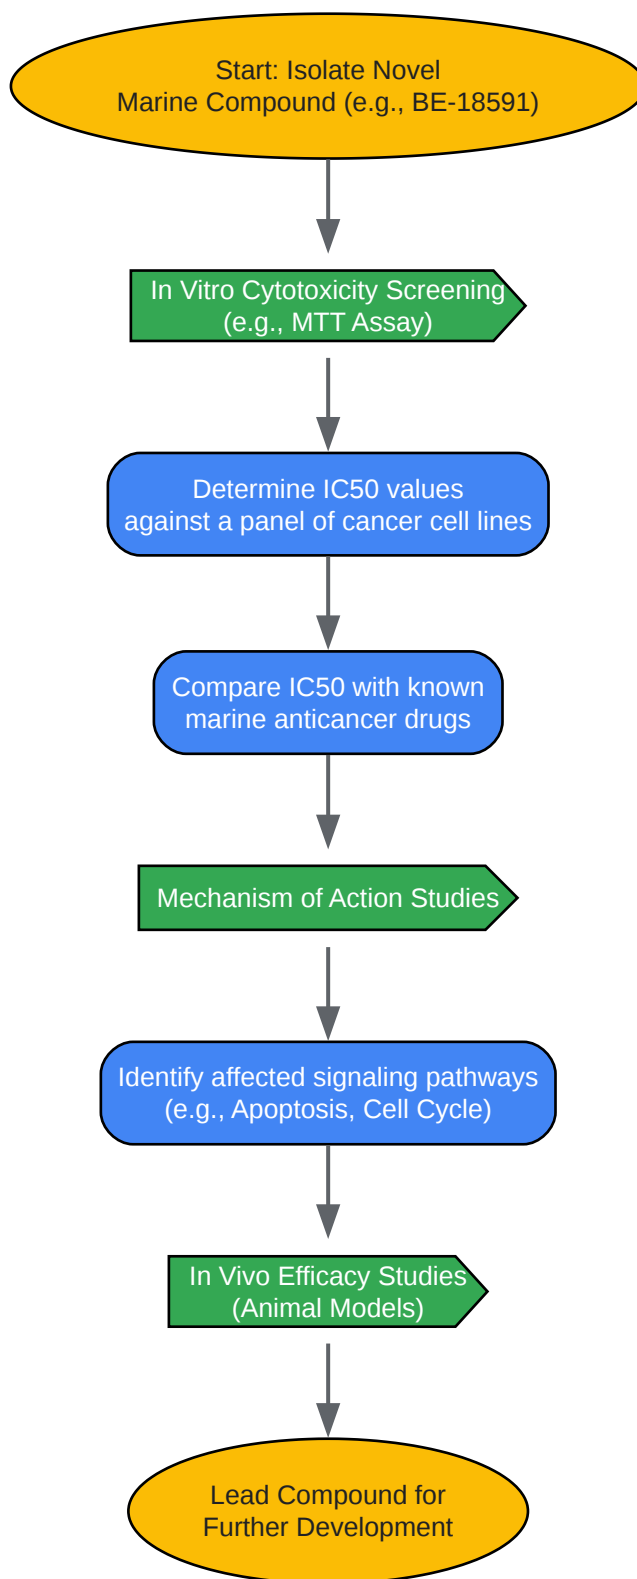 Start: Isolate Novel
Marine Compound (e.g., BE-18591)
In Vitro Cytotoxicity Screening
(e.g., MTT Assay)
Determine IC50 values
against a panel of cancer cell lines
Compare IC50 with known
marine anticancer drugs
Mechanism of Action Studies
Identify affected signaling pathways
(e.g., Apoptosis, Cell Cycle)
In Vivo Efficacy Studies
(Animal Models)
Lead Compound for
Further Development